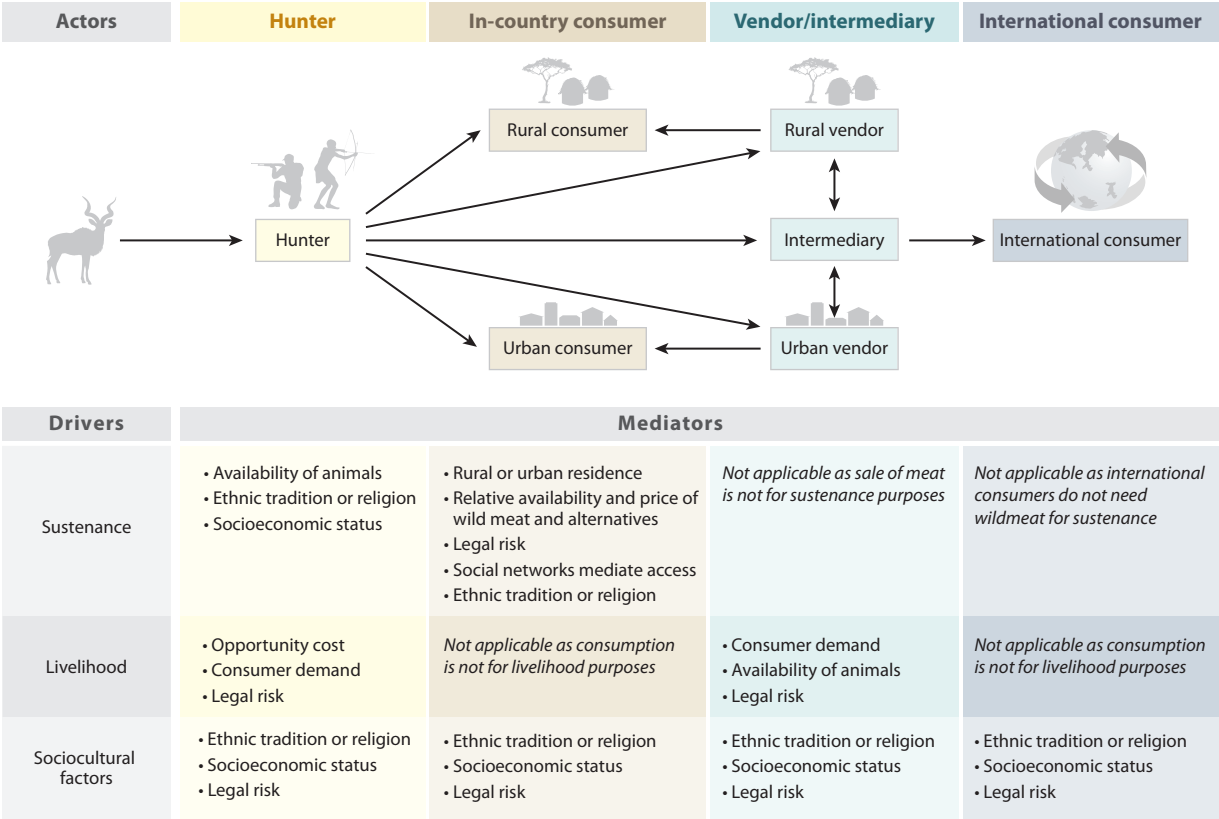 Actors
Hunter
In-country consumer
Vendor/intermediary
International consumer
Rural consumer
Rural vendor
Hunter
Intermediary
International consumer
Urban consumer
Urban vendor
Drivers
Mediators
Sustenance
• Availability of animals
• Ethnic tradition or religion
• Socioeconomic status
• Rural or urban residence
• Relative availability and price of
wild meat and alternatives
• Legal risk
• Social networks mediate access
• Ethnic tradition or religion
Not applicable as sale of meat
is not for sustenance purposes
Not applicable as international
consumers do not need
wildmeat for sustenance
Livelihood
• Opportunity cost
• Consumer demand
• Legal risk
Not applicable as consumption
is not for livelihood purposes
• Consumer demand
• Availability of animals
• Legal risk
Not applicable as consumption
is not for livelihood purposes
Sociocultural
factors
• Ethnic tradition or religion
• Socioeconomic status
• Legal risk
• Ethnic tradition or religion
• Socioeconomic status
• Legal risk
• Ethnic tradition or religion
• Socioeconomic status
• Legal risk
• Ethnic tradition or religion
• Socioeconomic status
• Legal risk